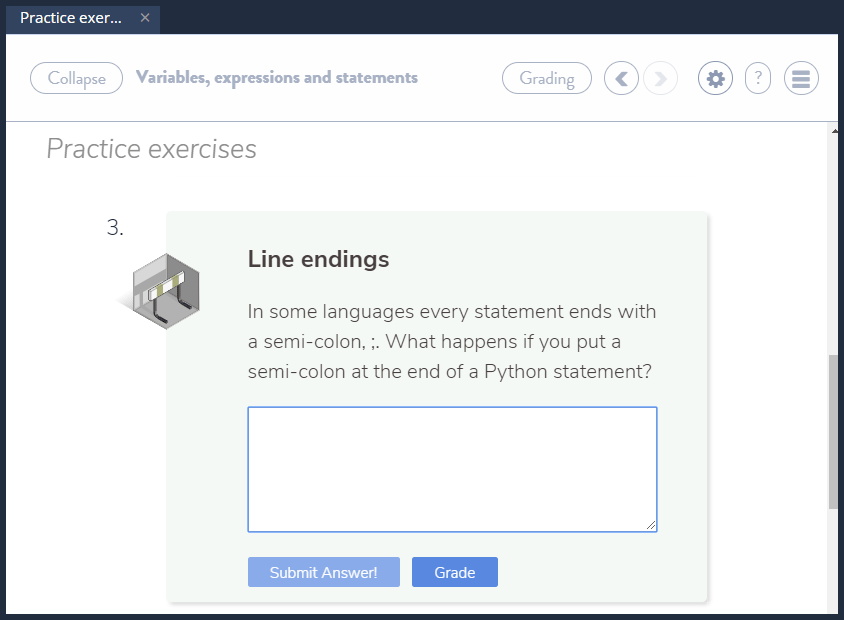 Practice exer... ×
Collapse Variables, expressions and statements Grading ?
Practice exercises
3.
Line endings
In some languages every statement ends with
a semi-colon, ;. What happens if you put a
semi-colon at the end of a Python statement?
Submit Answer! Grade